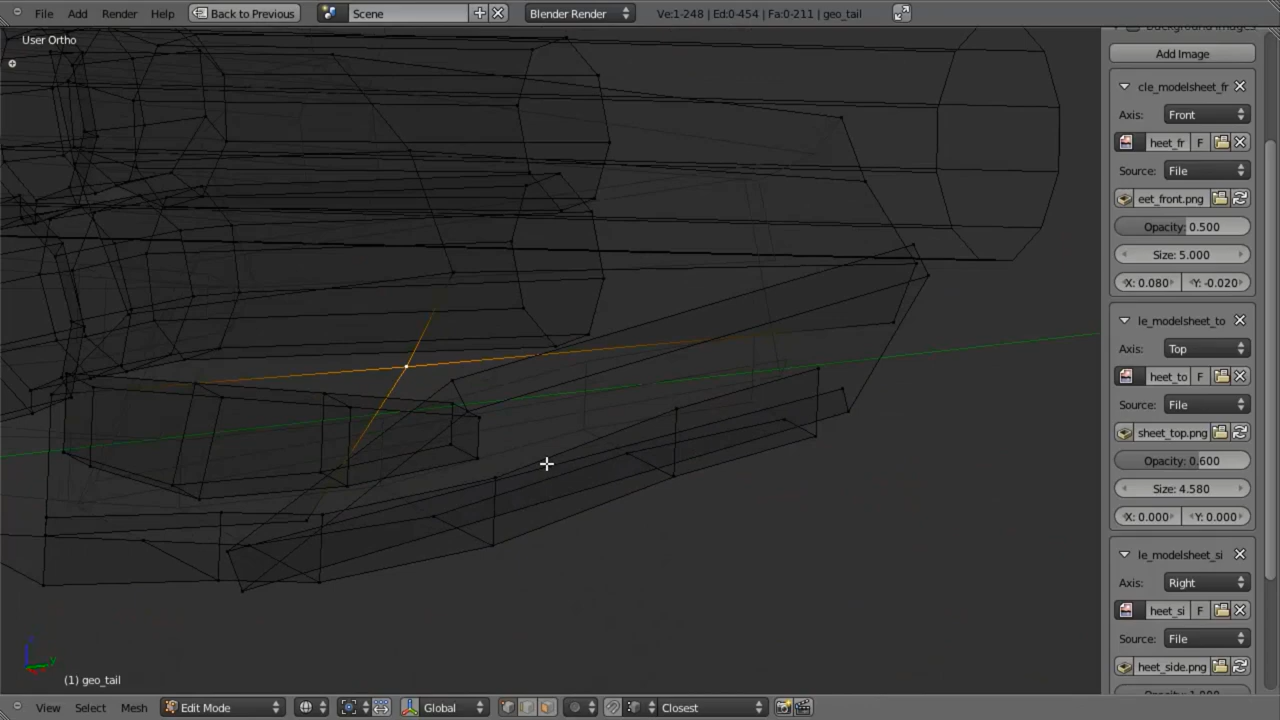 File Add Render Help Back to Previous Scene Blender Render Ve:1-248 | Ed:0-454 | Fa:0-211 | geo_tail
User Ortho
Add Image
cle_modelsheet_fr
Axis: Front
heet_fr F
Source: File
eet_front.png
Opacity: 0.500
Size: 5.000
X: 0.080 Y: -0.020
le_modelsheet_to
Axis: Top
heet_to F
Source: File
sheet_top.png
Opacity: 0.600
Size: 4.580
X: 0.000 Y: 0.000
le_modelsheet_si
Axis: Right
heet_si F
Source: File
heet_side.png
(1) geo_tail
View Select Mesh Edit Mode Global Closest